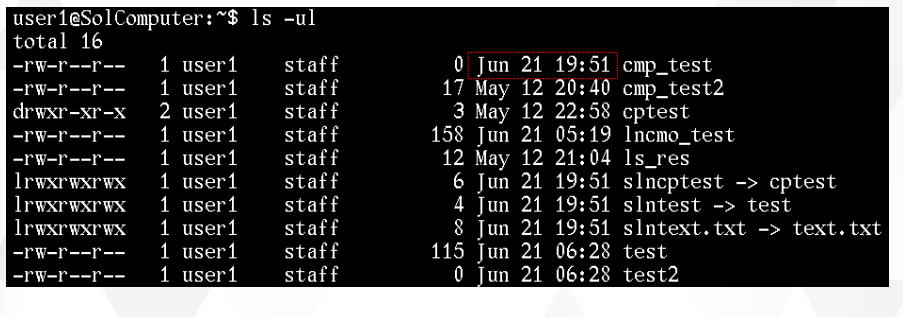 user1@SolComputer:~$ ls -ul
total 16
-rw-r--r--   1 user1    staff          0 Jun 21 19:51 cmp_test
-rw-r--r--   1 user1    staff         17 May 12 20:40 cmp_test2
drwxr-xr-x   2 user1    staff          3 May 12 22:58 cptest
-rw-r--r--   1 user1    staff        158 Jun 21 05:19 lncmo_test
-rw-r--r--   1 user1    staff         12 May 12 21:04 ls_res
lrwxrwxrwx   1 user1    staff          6 Jun 21 19:51 slncptest -> cptest
lrwxrwxrwx   1 user1    staff          4 Jun 21 19:51 slntest -> test
lrwxrwxrwx   1 user1    staff          8 Jun 21 19:51 slntext.txt -> text.txt
-rw-r--r--   1 user1    staff        115 Jun 21 06:28 test
-rw-r--r--   1 user1    staff          0 Jun 21 06:28 test2